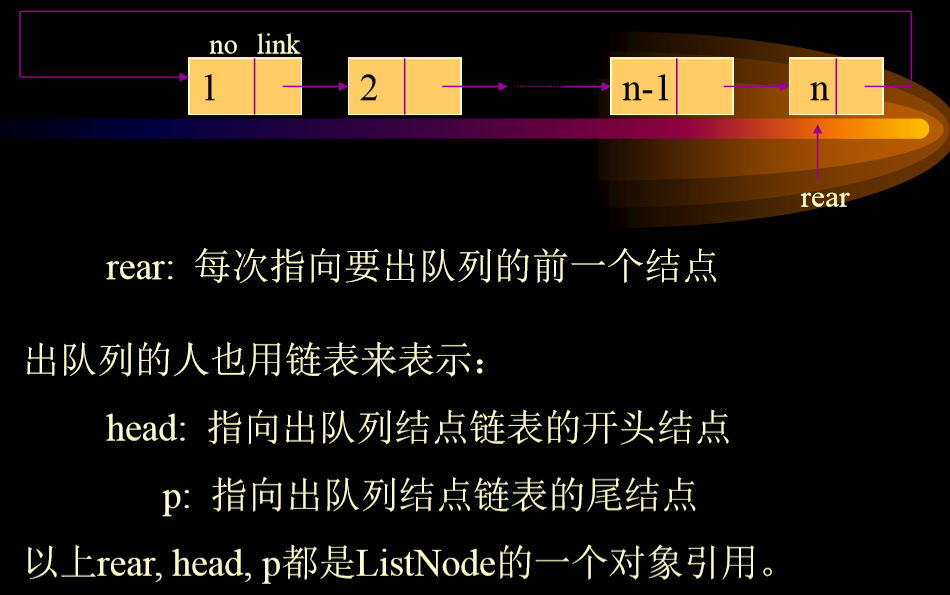 no link
1 2 n-1 n
rear
rear: 每次指向要出队列的前一个结点
出队列的人也用链表来表示：
head: 指向出队列结点链表的开头结点
p: 指向出队列结点链表的尾结点
以上rear, head, p都是ListNode的一个对象引用。